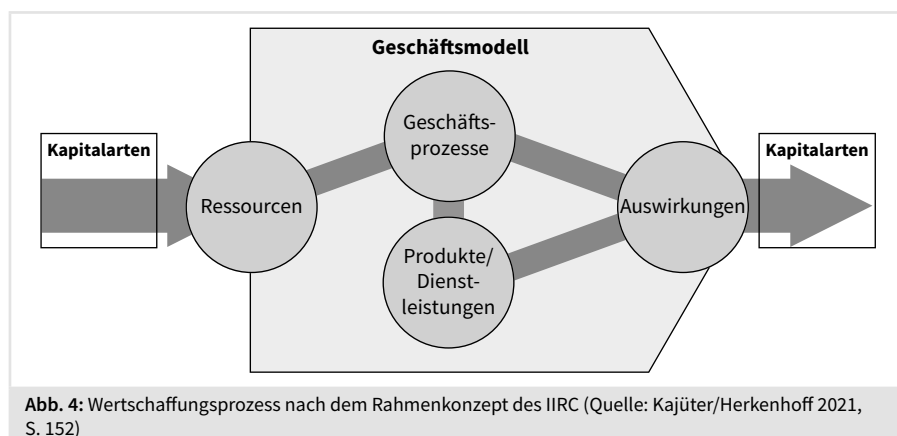 Geschäftsmodell
Kapitalarten
Ressourcen
Geschäfts-
prozesse
Produkte/
Dienst-
leistungen
Auswirkungen
Kapitalarten
Abb. 4: Wertschaffungsprozess nach dem Rahmenkonzept des IIRC (Quelle: Kajüter/Herkenhoff 2021,
S. 152)